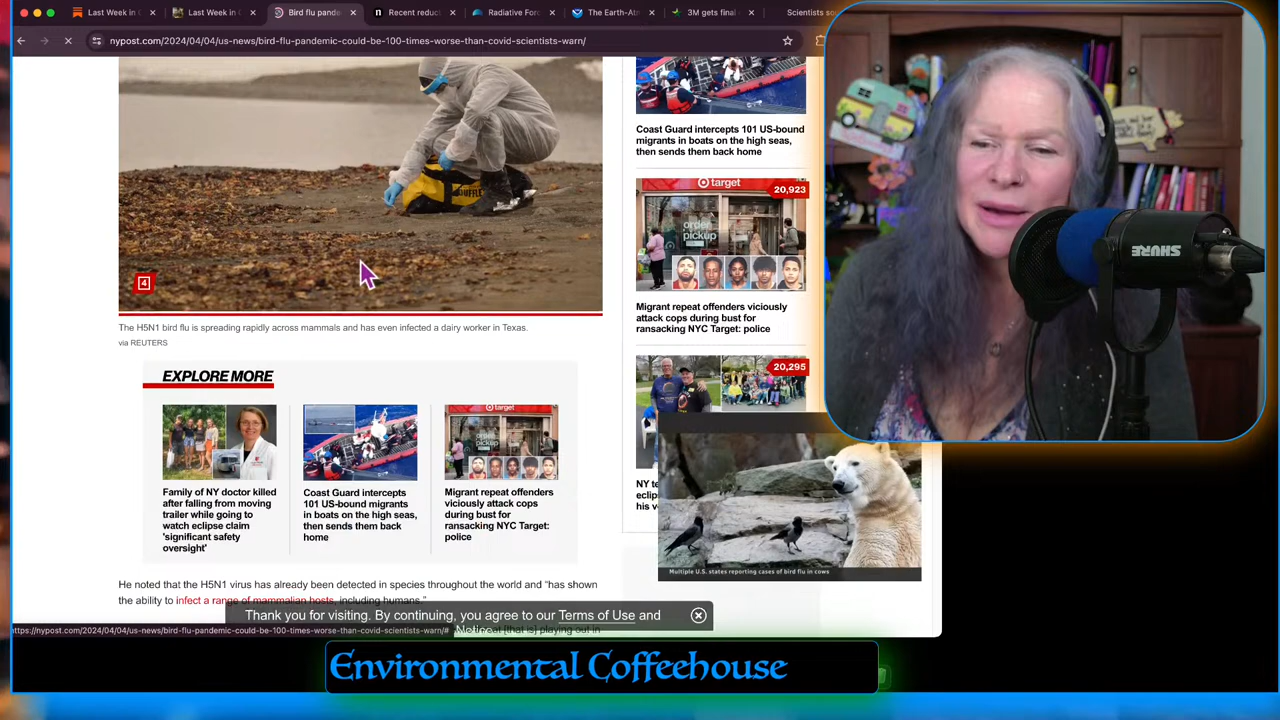 Last Week in
Last Week in
Bird flu pande
Recent reduct
Radiative For
The Earth-Atm
3M gets final
Scientists so
nypost.com/2024/04/04/us-news/bird-flu-pandemic-could-be-100-times-worse-than-covid-scientists-warn/
4
The H5N1 bird flu is spreading rapidly across mammals and has even infected a dairy worker in Texas.
via REUTERS
EXPLORE MORE
Family of NY doctor killed
after falling from moving
trailer while going to
watch eclipse claim
'significant safety
oversight'
Coast Guard intercepts
101 US-bound migrants
in boats on the high seas,
then sends them back
home
target
Migrant repeat offenders
viciously attack cops
during bust for
ransacking NYC Target:
police
He noted that the H5N1 virus has already been detected in species throughout the world and "has shown
the ability to infect a range of mammalian hosts, including humans."
Thank you for visiting. By continuing, you agree to our Terms of Use and
https://nypost.com/2024/04/04/us-news/bird-flu-pandemic-could-be-100-times-worse-than-covid-scientists-warn/#
Coast Guard intercepts 101 US-bound
migrants in boats on the high seas,
then sends them back home
target
20,923
order
pickup
Migrant repeat offenders viciously
attack cops during bust for
ransacking NYC Target: police
20,295
NY te
eclip
his v
Multiple U.S. states reporting cases of bird flu in cows
SHURE
Environmental Coffeehouse